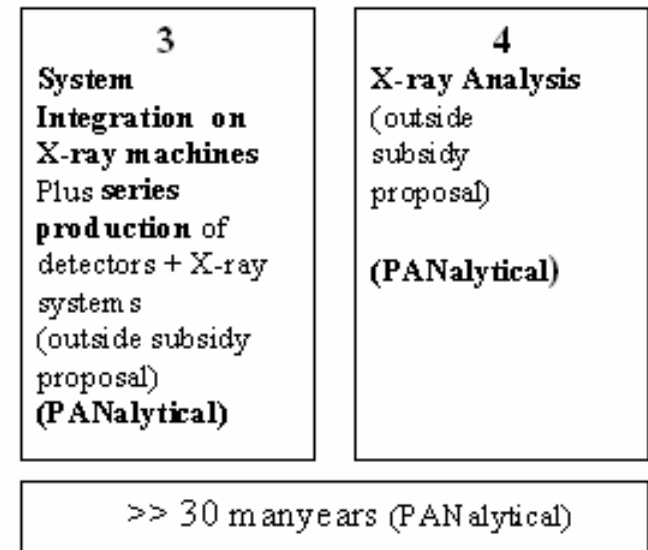 3
System
Integration on
X-ray machines
Plus series
production of
detectors + X-ray
systems
(outside subsidy
proposal)
(PANalytical)
4
X-ray Analysis
(outside
subsidy
proposal)
(PANalytical)
>> 30 manyears (PANalytical)